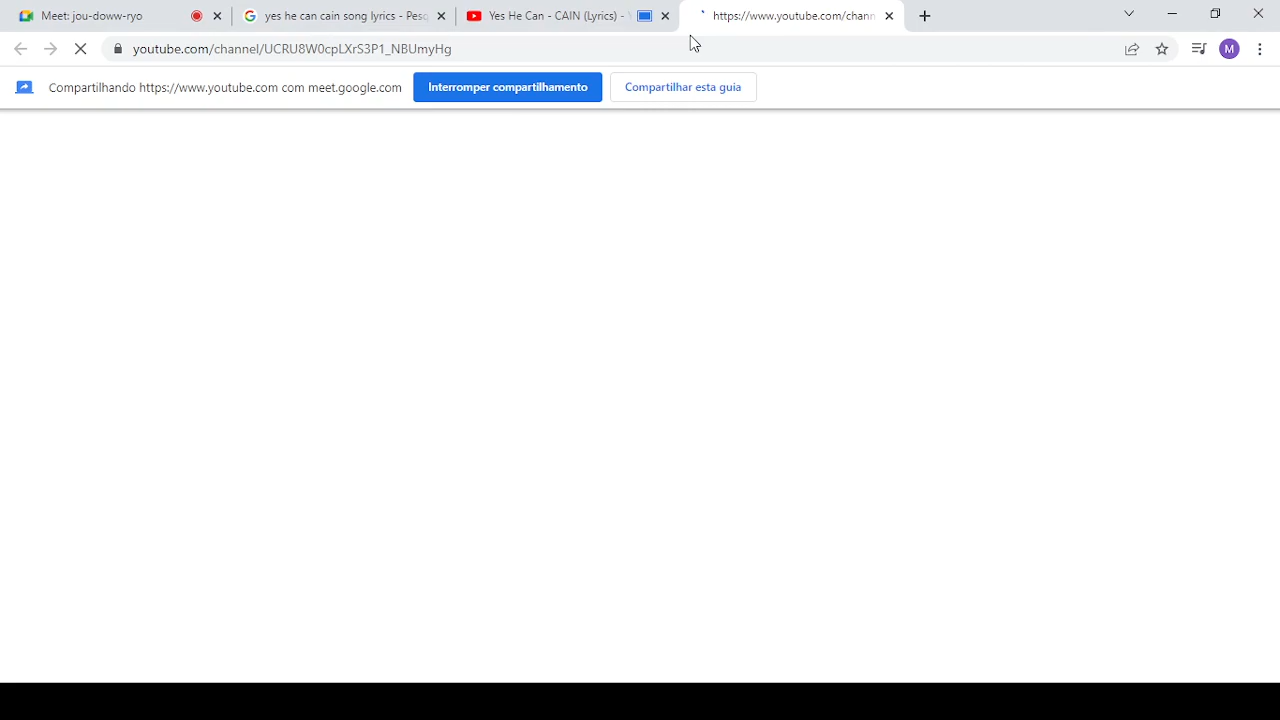 Meet: jou-doww-ryo
yes he can cain song lyrics - Pesq
Yes He Can - CAIN (Lyrics) - Y
https://www.youtube.com/chann
youtube.com/channel/UCRU8W0cpLXrS3P1_NBUmyHg
M
Compartilhando https://www.youtube.com com meet.google.com
Interromper compartilhamento
Compartilhar esta guia